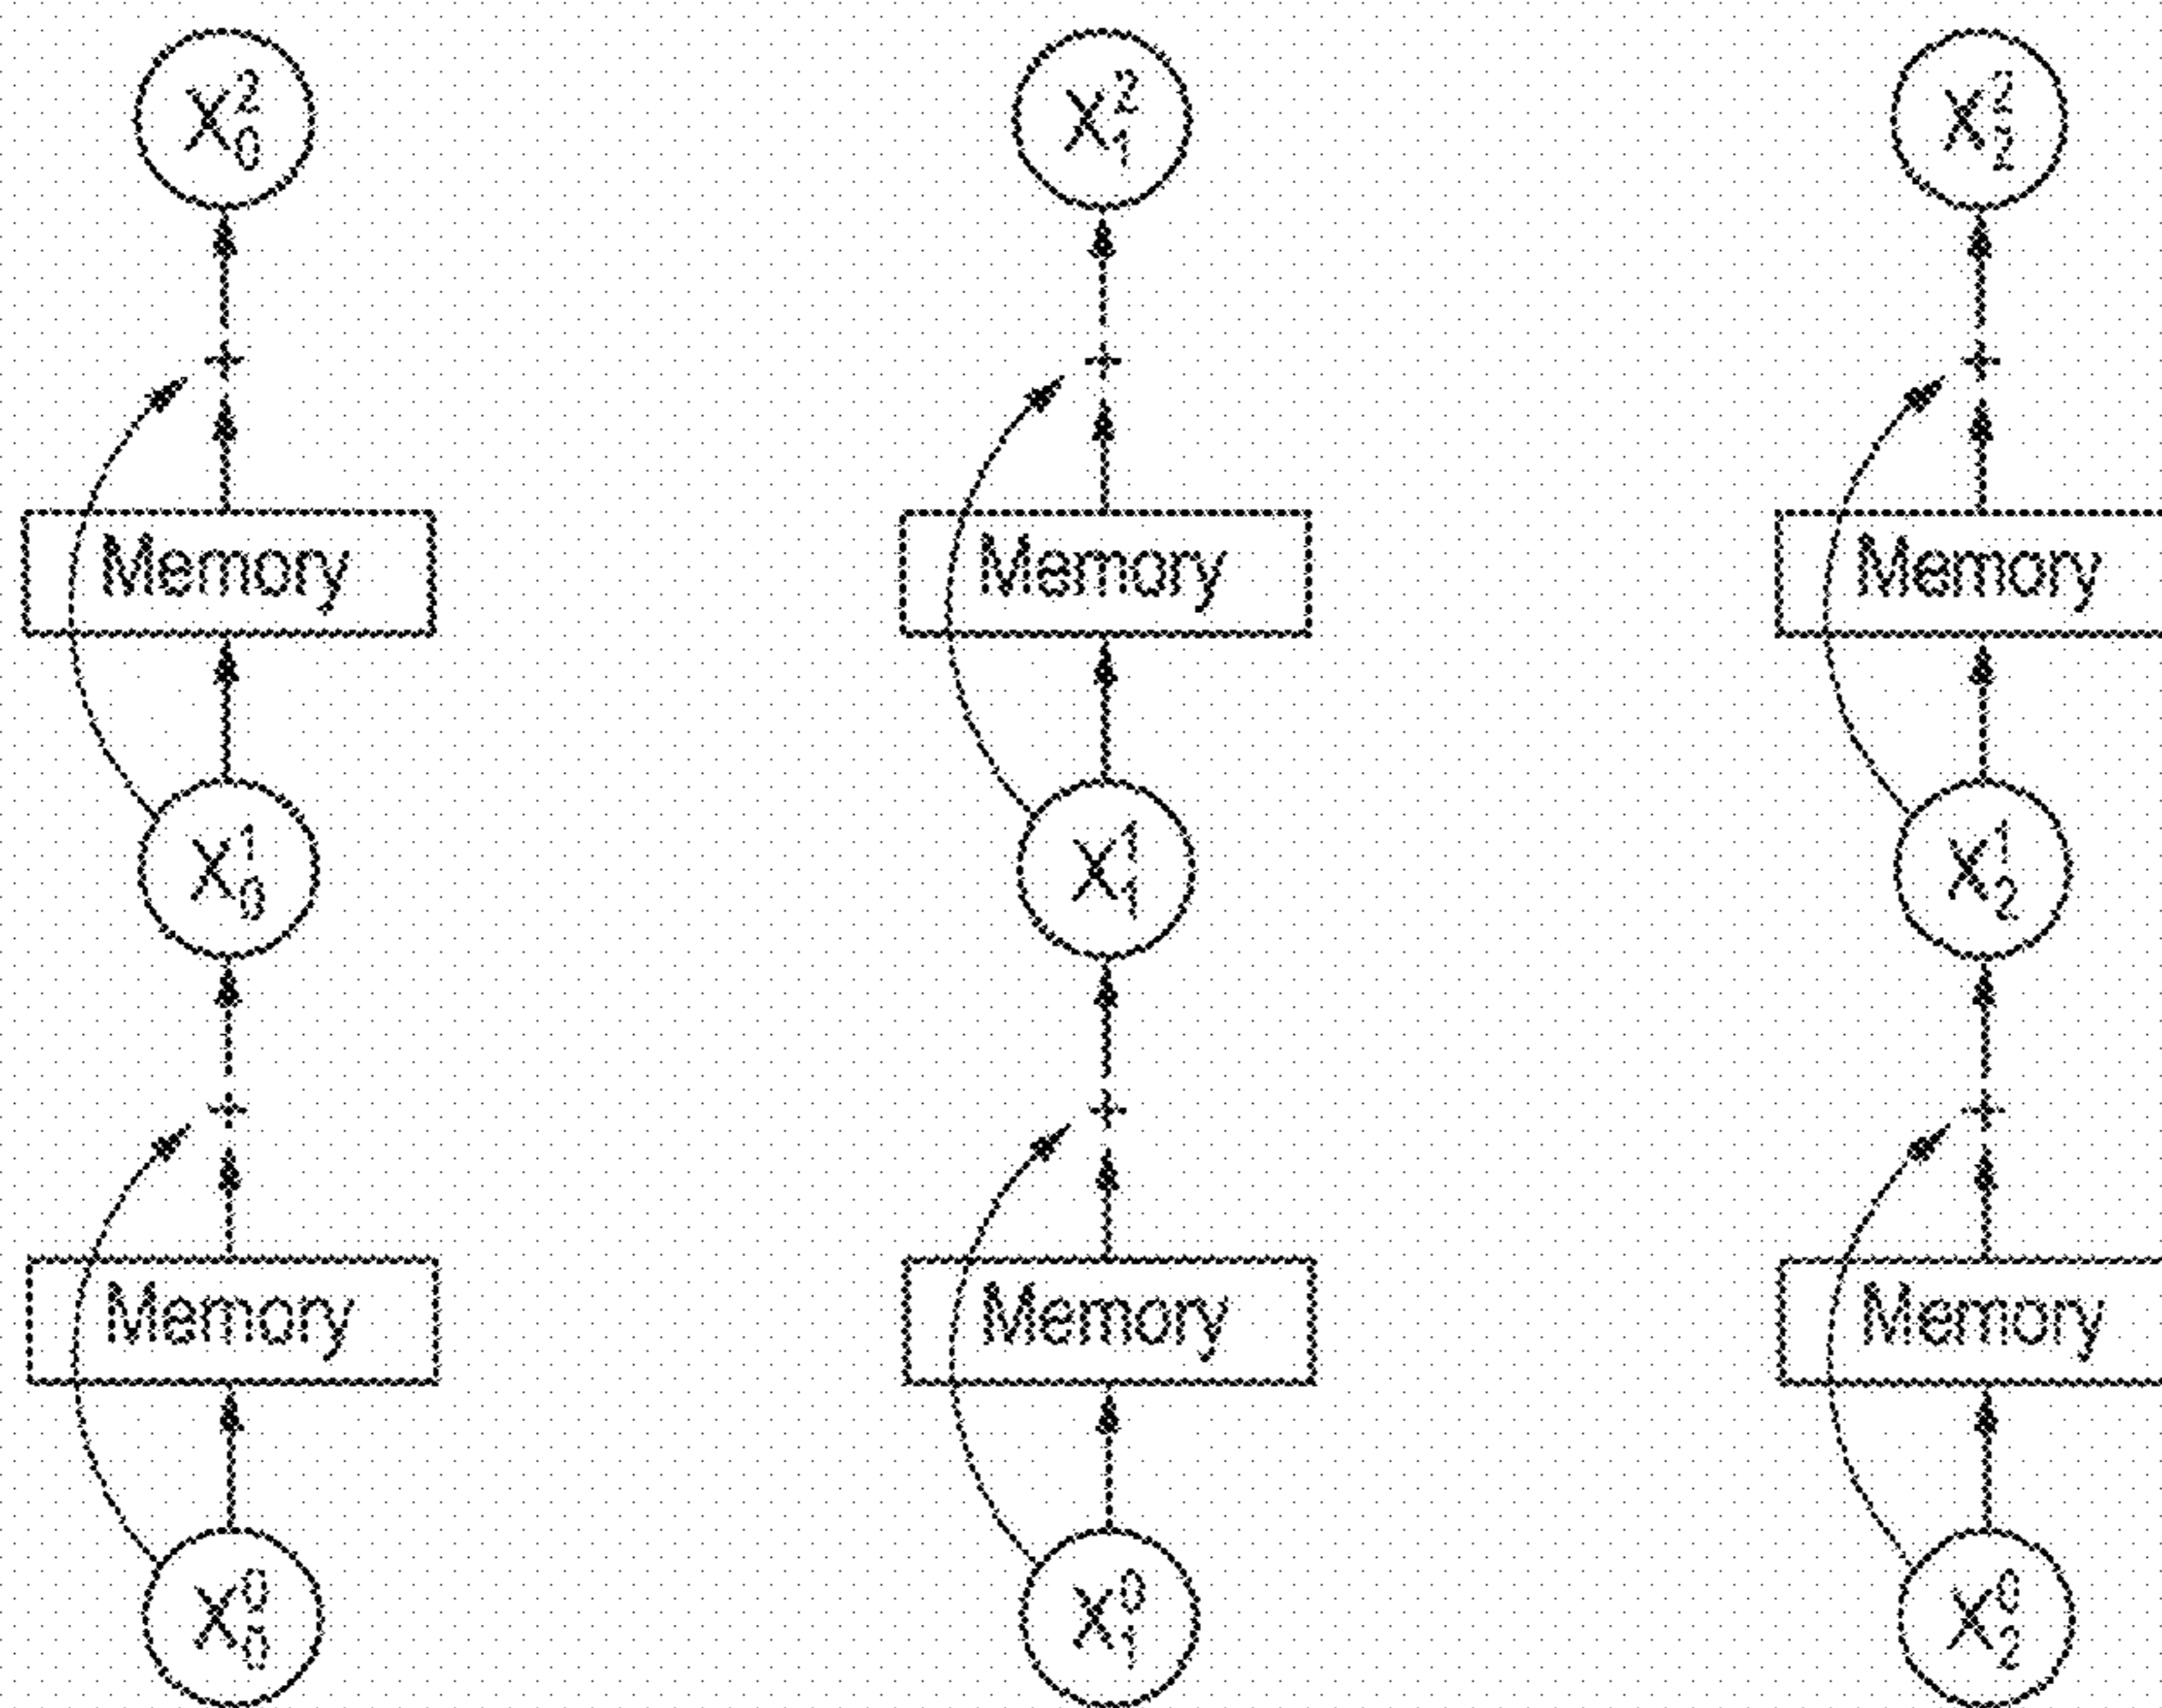 X₀² X₁² X₂²
+ + +
Memory Memory Memory
X₀¹ X₁¹ X₂¹
+ + +
Memory Memory Memory
X₀⁰ X₁⁰ X₂⁰